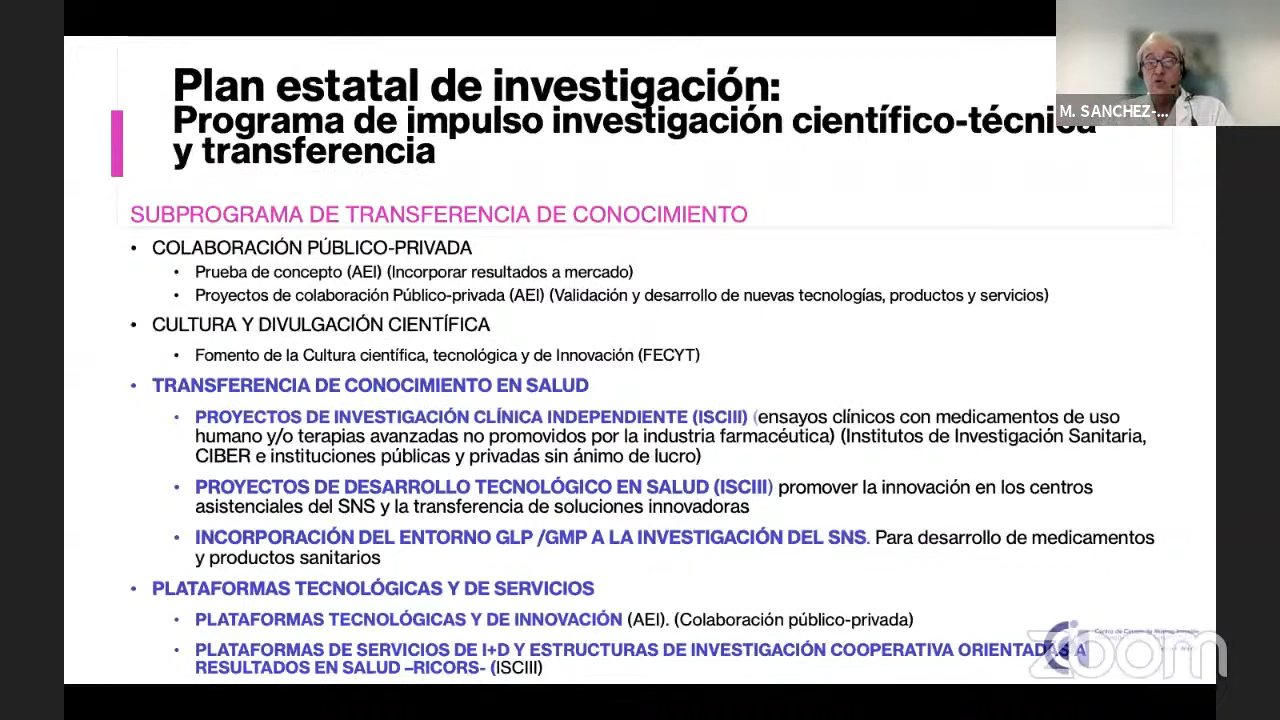 Plan estatal de investigación:
Programa de impulso investigación científico-técnica
y transferencia
M. SANCHEZ-...
SUBPROGRAMA DE TRANSFERENCIA DE CONOCIMIENTO
• COLABORACIÓN PÚBLICO-PRIVADA
• Prueba de concepto (AEI) (Incorporar resultados a mercado)
• Proyectos de colaboración Público-privada (AEI) (Validación y desarrollo de nuevas tecnologías, productos y servicios)
• CULTURA Y DIVULGACIÓN CIENTÍFICA
• Fomento de la Cultura científica, tecnológica y de Innovación (FECYT)
• TRANSFERENCIA DE CONOCIMIENTO EN SALUD
• PROYECTOS DE INVESTIGACIÓN CLÍNICA INDEPENDIENTE (ISCIII) (ensayos clínicos con medicamentos de uso
humano y/o terapias avanzadas no promovidos por la industria farmacéutica) (Institutos de Investigación Sanitaria,
CIBER e instituciones públicas y privadas sin ánimo de lucro)
• PROYECTOS DE DESARROLLO TECNOLÓGICO EN SALUD (ISCIII) promover la innovación en los centros
asistenciales del SNS y la transferencia de soluciones innovadoras
• INCORPORACIÓN DEL ENTORNO GLP /GMP A LA INVESTIGACIÓN DEL SNS. Para desarrollo de medicamentos
y productos sanitarios
• PLATAFORMAS TECNOLÓGICAS Y DE SERVICIOS
• PLATAFORMAS TECNOLÓGICAS Y DE INNOVACIÓN (AEI). (Colaboración público-privada)
• PLATAFORMAS DE SERVICIOS DE I+D Y ESTRUCTURAS DE INVESTIGACIÓN COOPERATIVA ORIENTADAS A
RESULTADOS EN SALUD –RICORS- (ISCIII)
zoom